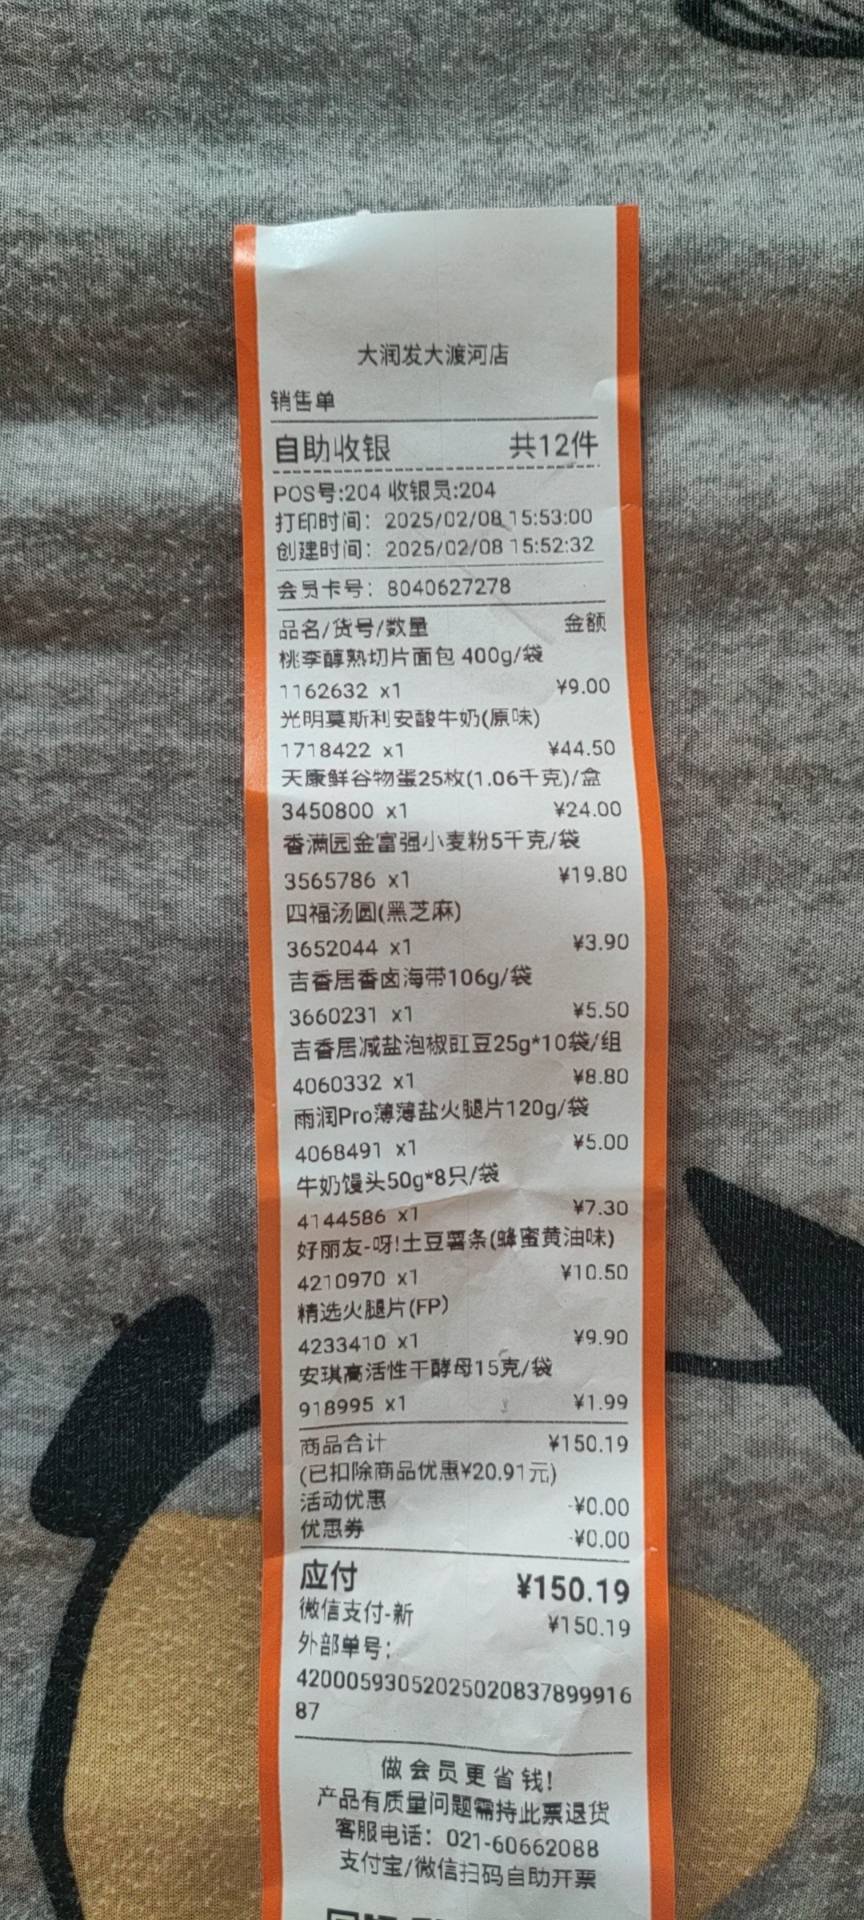 大润发大渡河店
销售单
自助收银 共12件
POS号:204 收银员:204
打印时间： 2025/02/08 15:53:00
创建时间： 2025/02/08 15:52:32
会员卡号： 8040627278
品名/货号/数量 金额
桃李醇熟切片面包 400g/袋
1162632 x1 ¥9.00
光明莫斯利安酸牛奶(原味)
1718422 x1 ¥44.50
天康鲜谷物蛋25枚(1.06千克)/盒
3450800 x1 ¥24.00
香满园金富强小麦粉5千克/袋
3565786 x1 ¥19.80
四福汤圆(黑芝麻)
3652044 x1 ¥3.90
吉香居香卤海带106g/袋
3660231 x1 ¥5.50
吉香居减盐泡椒豇豆25g*10袋/组
4060332 x1 ¥8.80
雨润Pro薄薄盐火腿片120g/袋
4068491 x1 ¥5.00
牛奶馒头50g*8只/袋
4144586 x1 ¥7.30
好丽友-呀!土豆薯条(蜂蜜黄油味)
4210970 x1 ¥10.50
精选火腿片(FP)
4233410 x1 ¥9.90
安琪高活性干酵母15克/袋
918995 x1 ¥1.99
商品合计 ¥150.19
(已扣除商品优惠¥20.91元)
活动优惠 -¥0.00
优惠券 -¥0.00
应付 ¥150.19
微信支付-新 ¥150.19
外部单号：
42000593052025020837899916
87
做会员更省钱!
产品有质量问题需持此票退货
客服电话： 021-60662088
支付宝/微信扫码自助开票